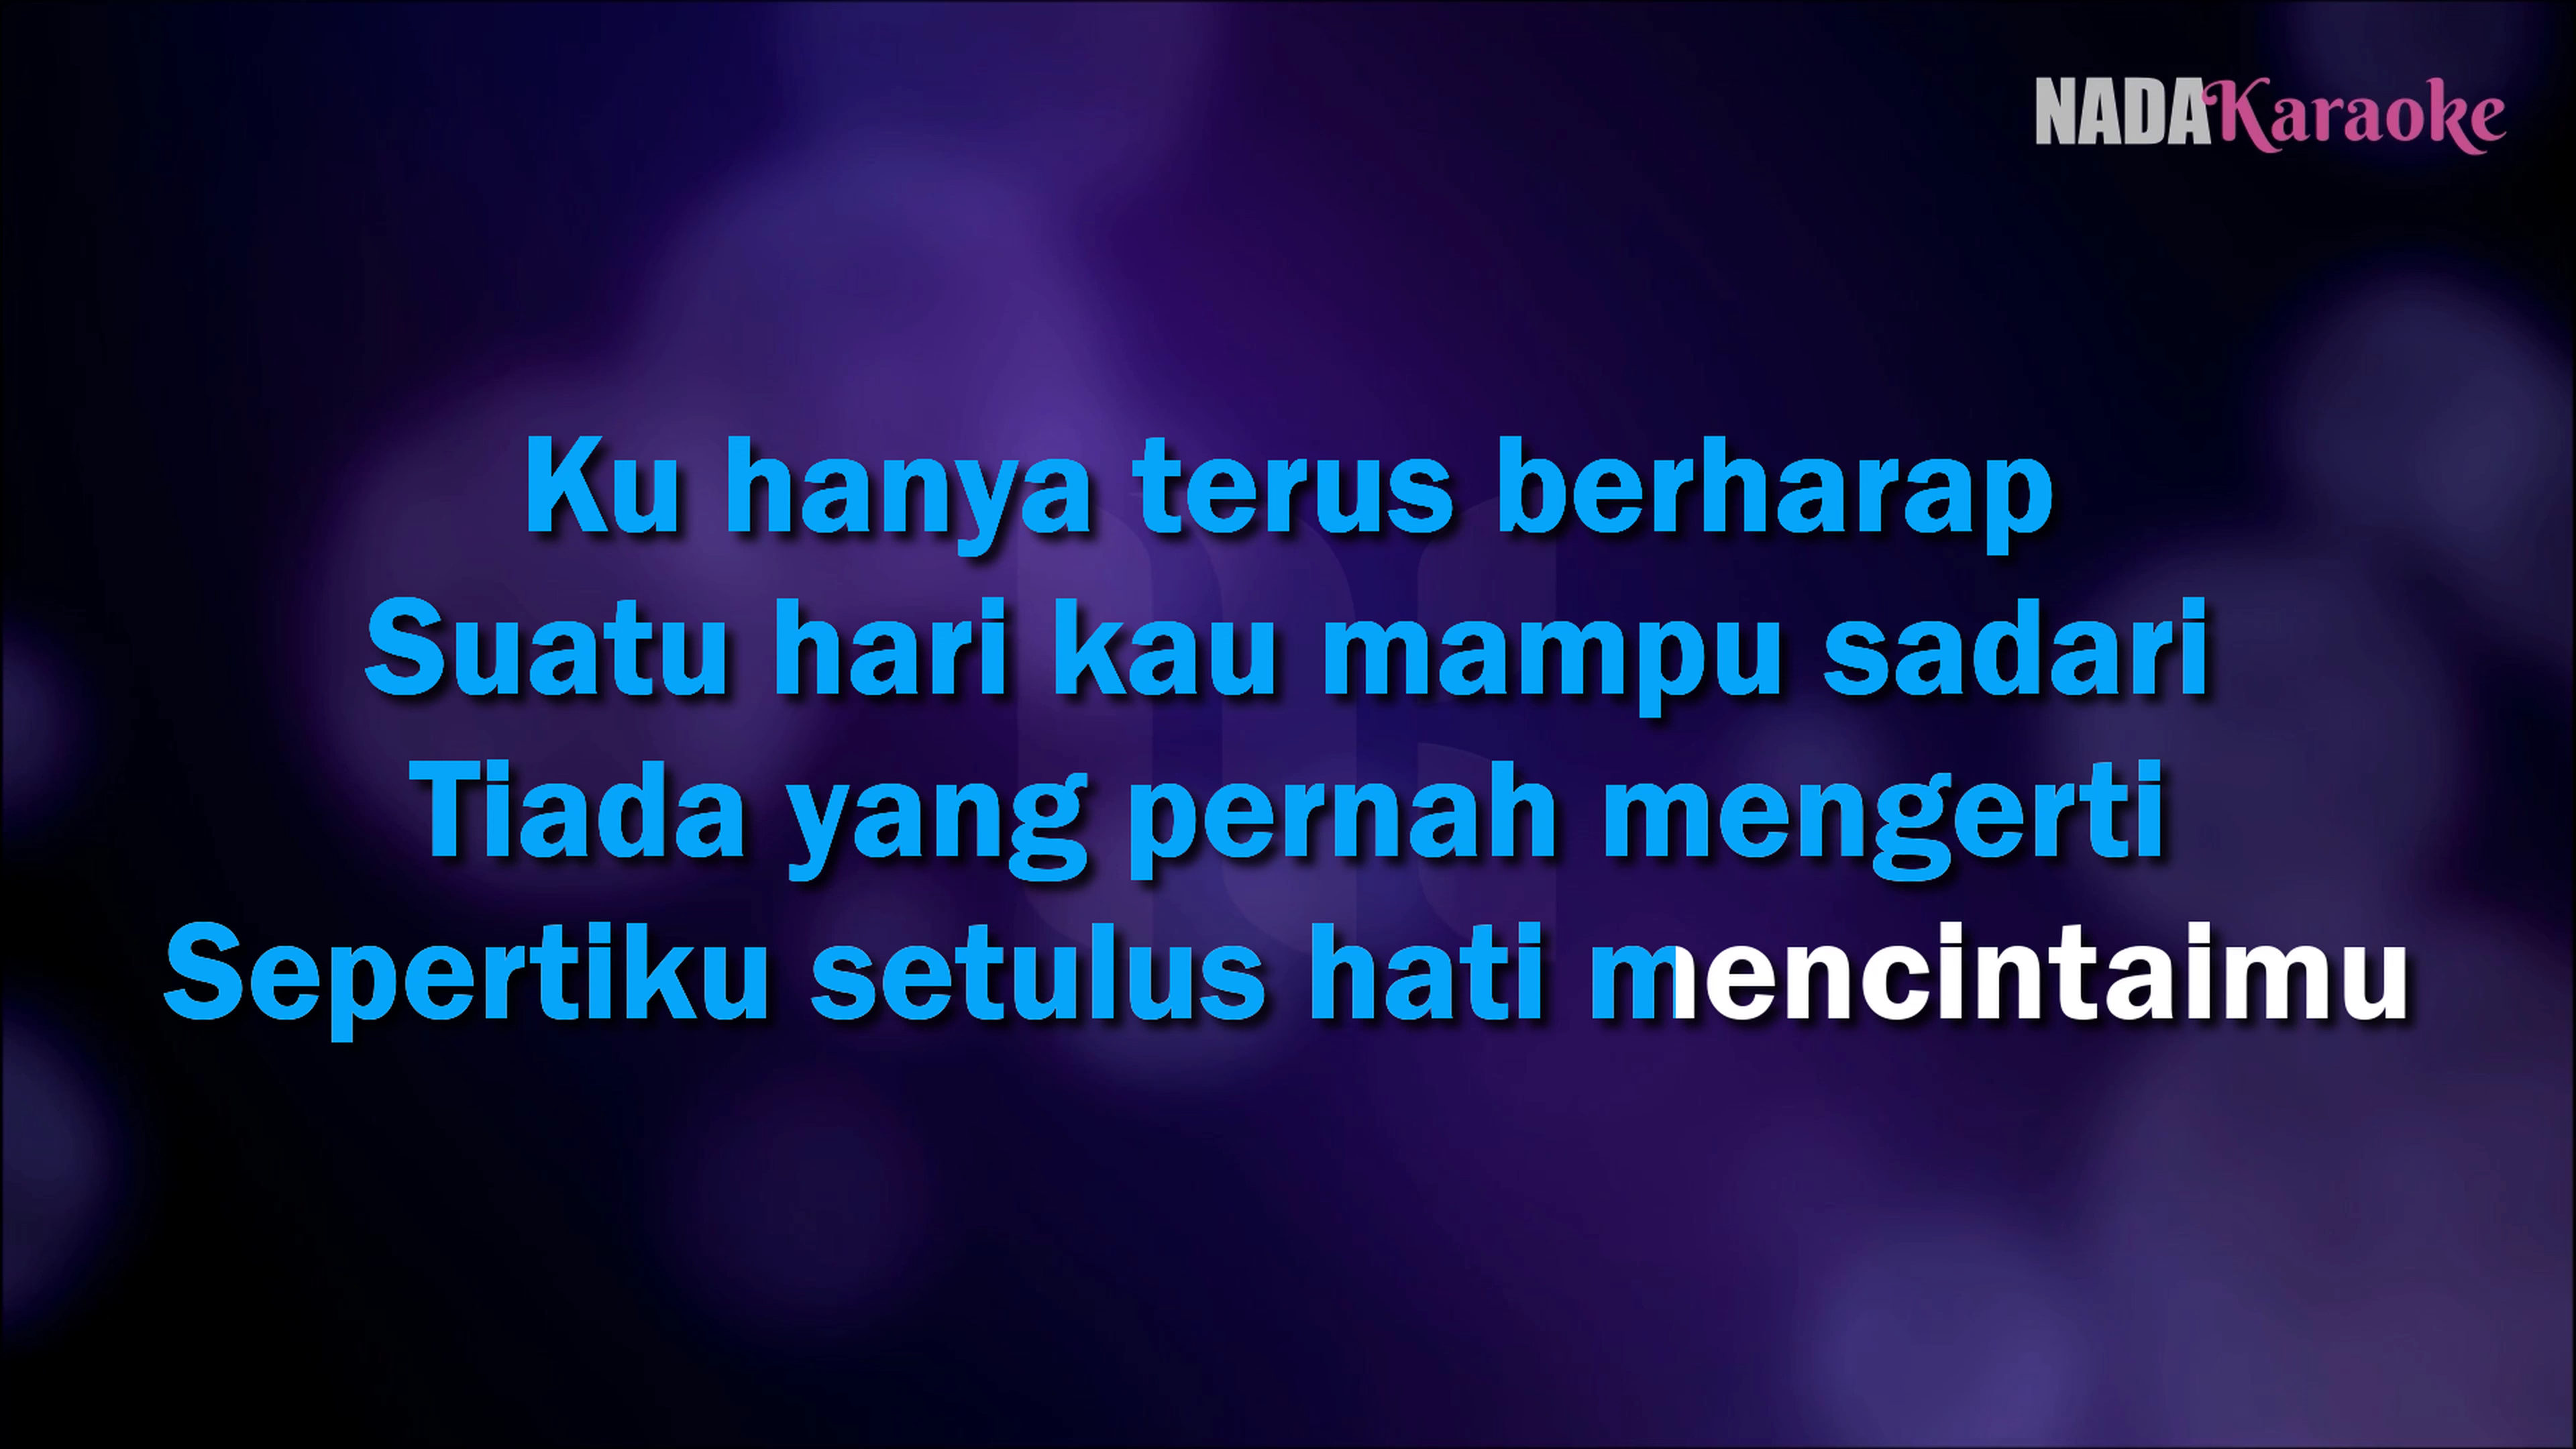 NADAKaraoke
Ku hanya terus berharap
Suatu hari kau mampu sadari
Tiada yang pernah mengerti
Sepertiku setulus hati mencintaimu